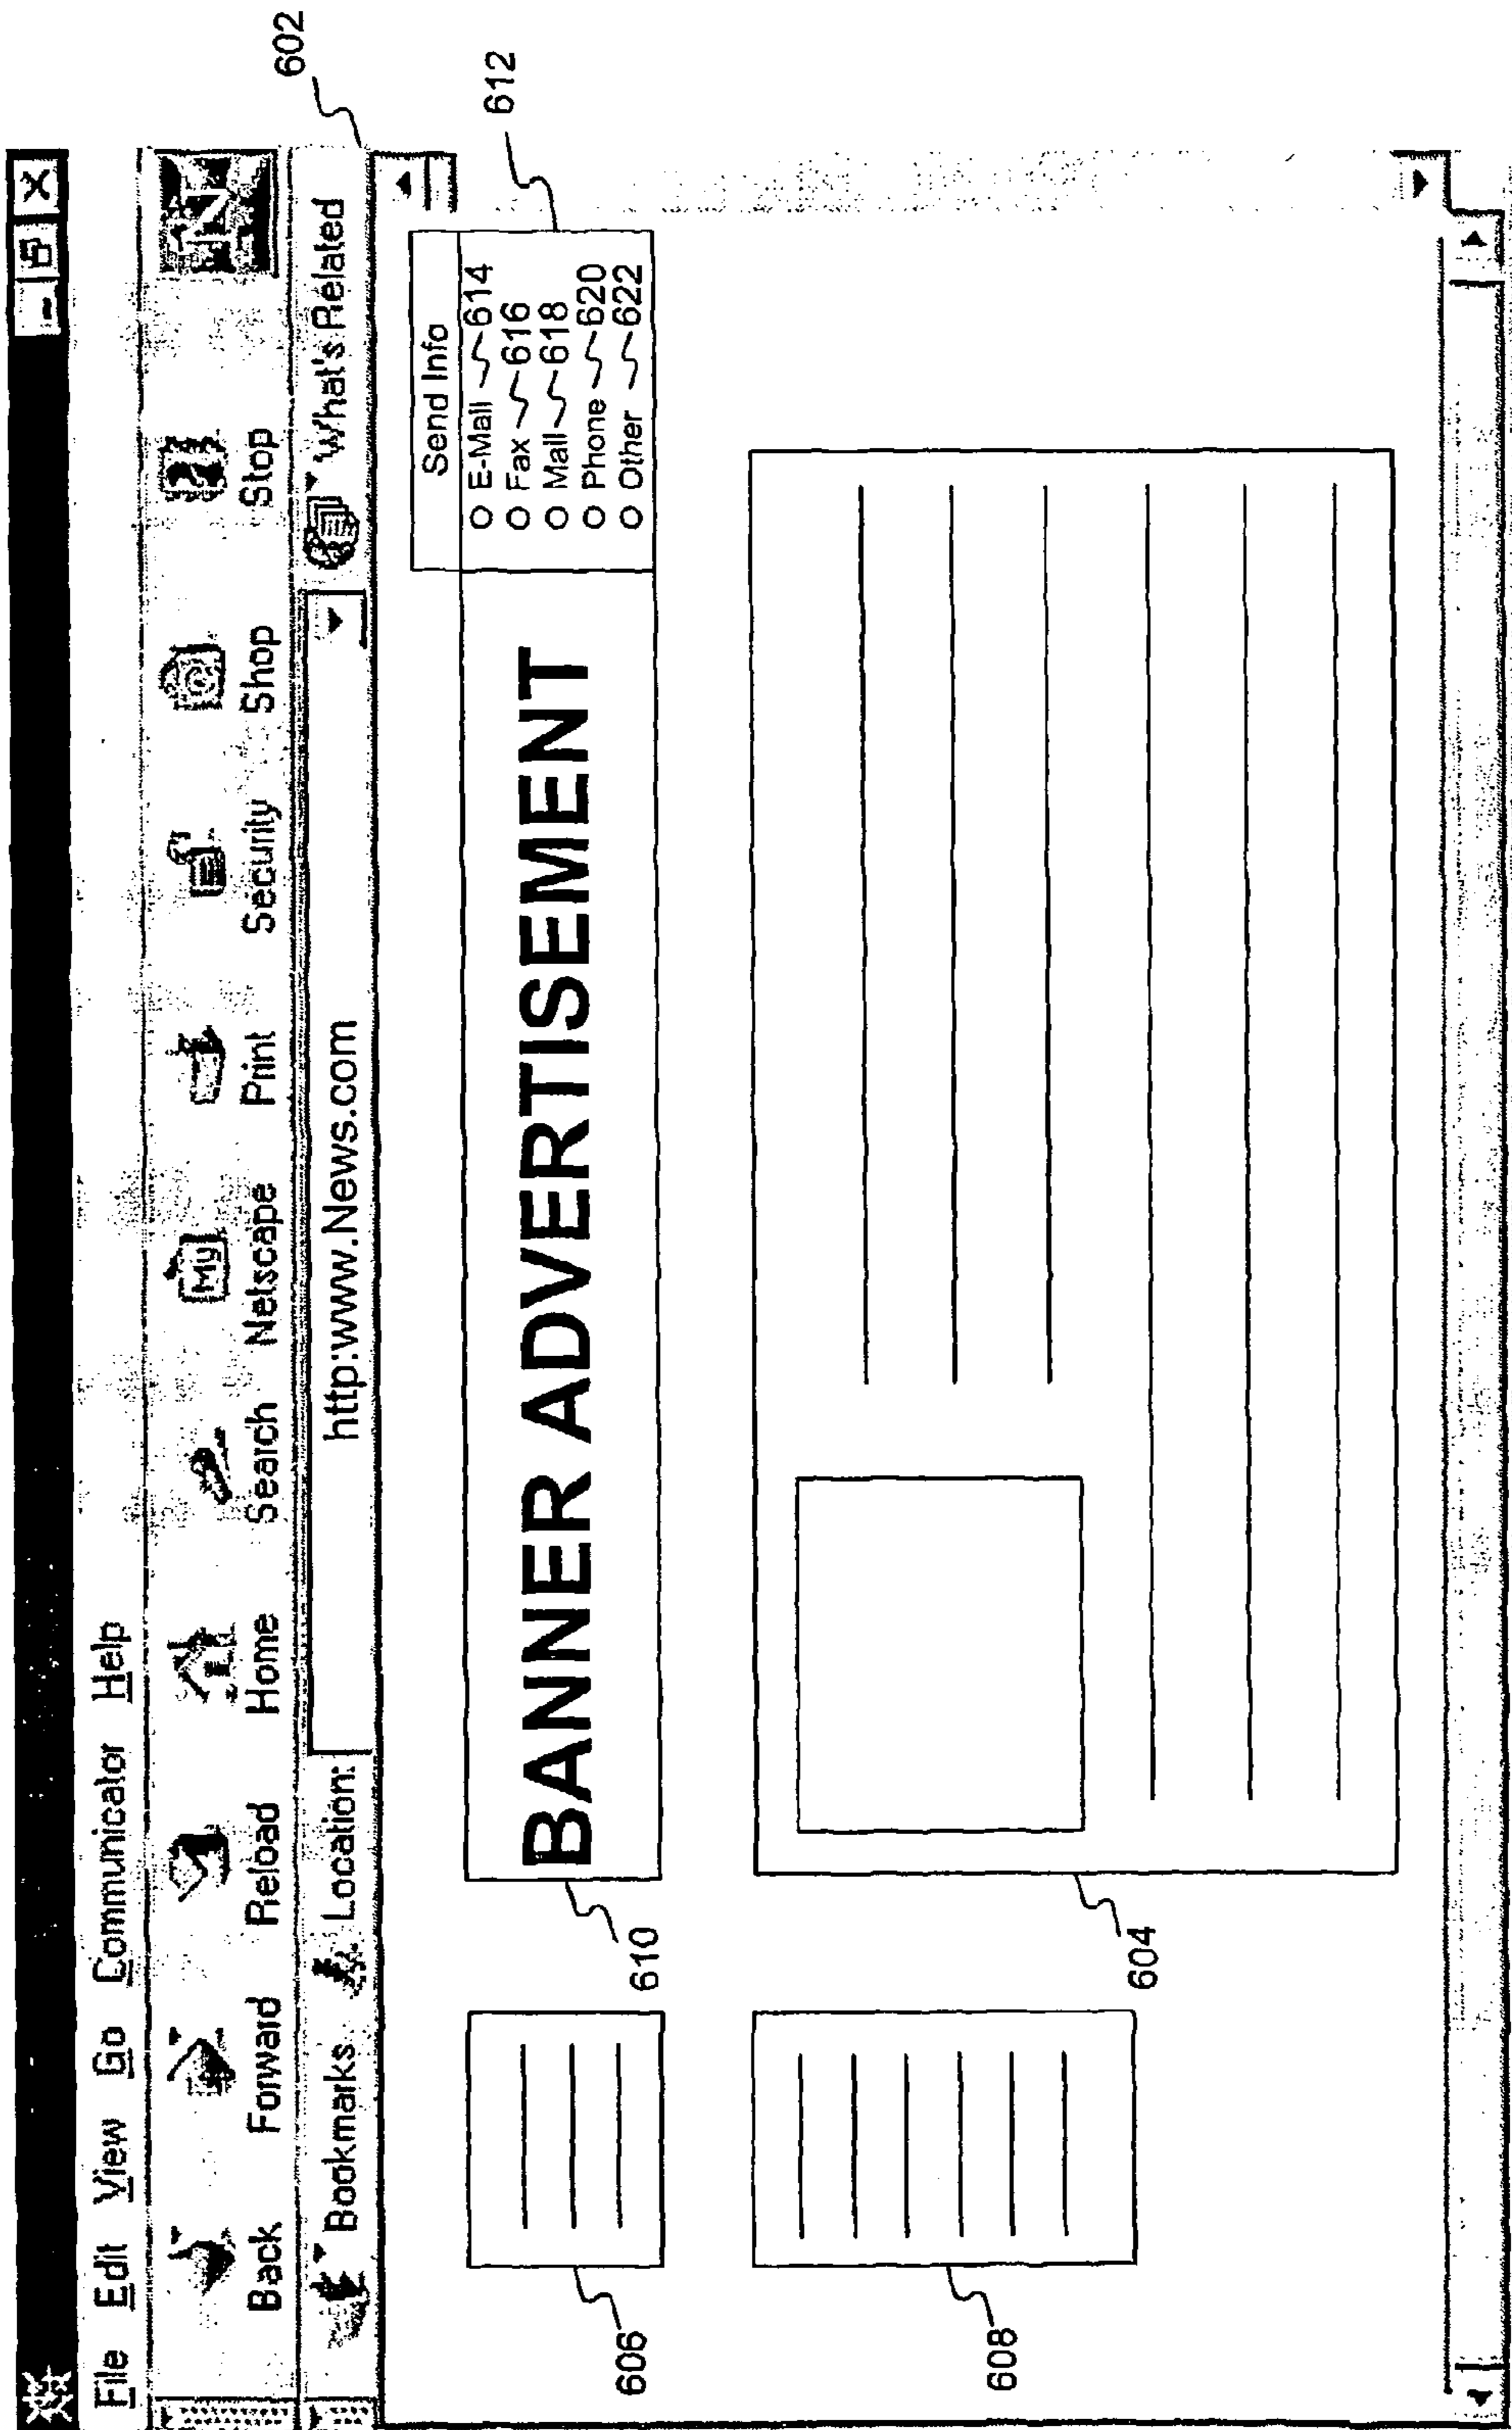 File Edit View Go Communicator Help
Back Forward Reload Home Search Netscape Print Security Shop Stop
My
N
Bookmarks Location: http:www.News.com What's Related
602
Send Info
612
BANNER ADVERTISEMENT
O E-Mail 614
O Fax 616
O Mail 618
O Phone 620
O Other 622
606
610
608
604